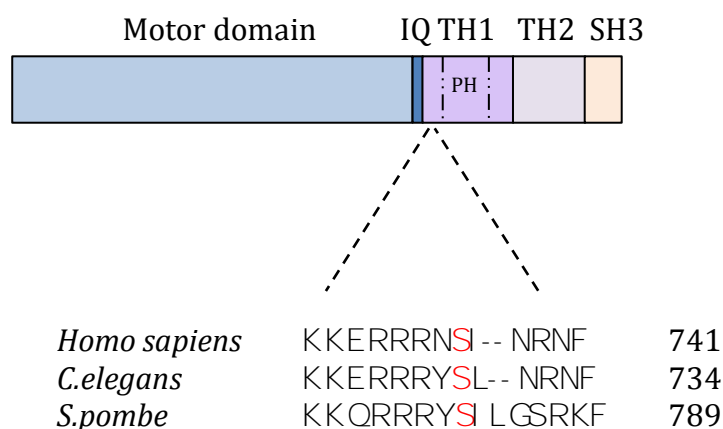 Motor domain IQ TH1 TH2 SH3
PH
Homo sapiens KKERRRNSI--NRNF 741
C.elegans KKERRRYSL--NRNF 734
S.pombe KKQRRRYSILGSRKF 789